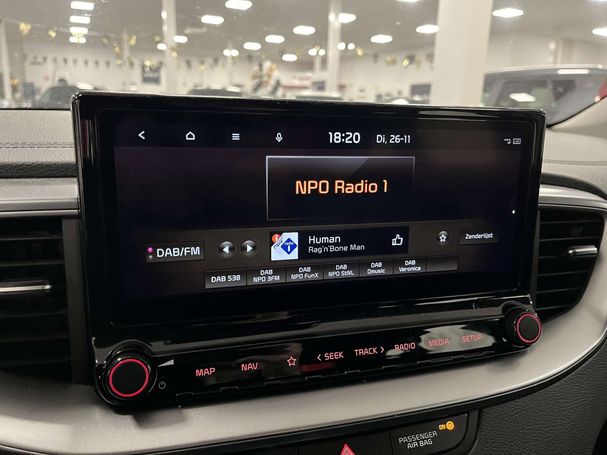 18:20 Di, 26-11
NPO Radio 1
DAB/FM
Human
Rag'n'Bone Man
Zenderlijst
DAB 538
DAB NPO 3FM
DAB NPO FunX
DAB NPO SteNL
DAB Qmusic
DAB Veronica
MAP NAV < SEEK TRACK > RADIO MEDIA SETUP
PASSENGER AIR BAG ON